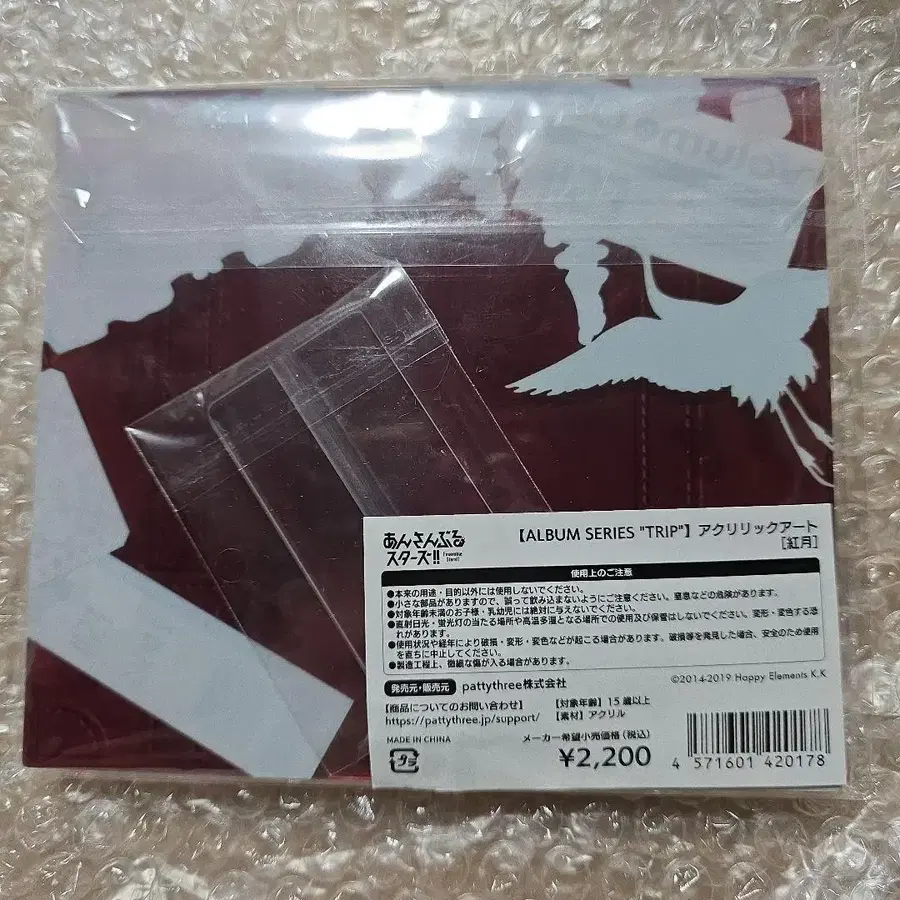 あんさんぶる
スターズ!!
【ALBUM SERIES "TRIP"】アクリリックアート
[紅月]
使用上のご注意
●本来の用途・目的以外には使用しないでください。
●小さな部品がありますので、誤って飲み込まないようにご注意ください。窒息などの危険があります。
●対象年齢未満のお子様・乳幼児には絶対に与えないでください。
●直射日光・蛍光灯の当たる場所や高温多湿となる場所での使用及び保管はしないでください。変形・変色する恐
れがあります。
●使用状況や経年により破損・変形・変色などが起こる場合があります。破損等を発見した場合、安全のため使用
を直ちに中止してください。
●製造工程上、微細な傷が入る場合があります。
発売元・販売元 pattythree株式会社
©2014-2019 Happy Elements K.K
【商品についてのお問い合わせ】
https://pattythree.jp/support/
【対象年齢】15歳以上
【素材】アクリル
MADE IN CHINA
メーカー希望小売価格(税込)
¥2,200
プラ
4 571601 420178